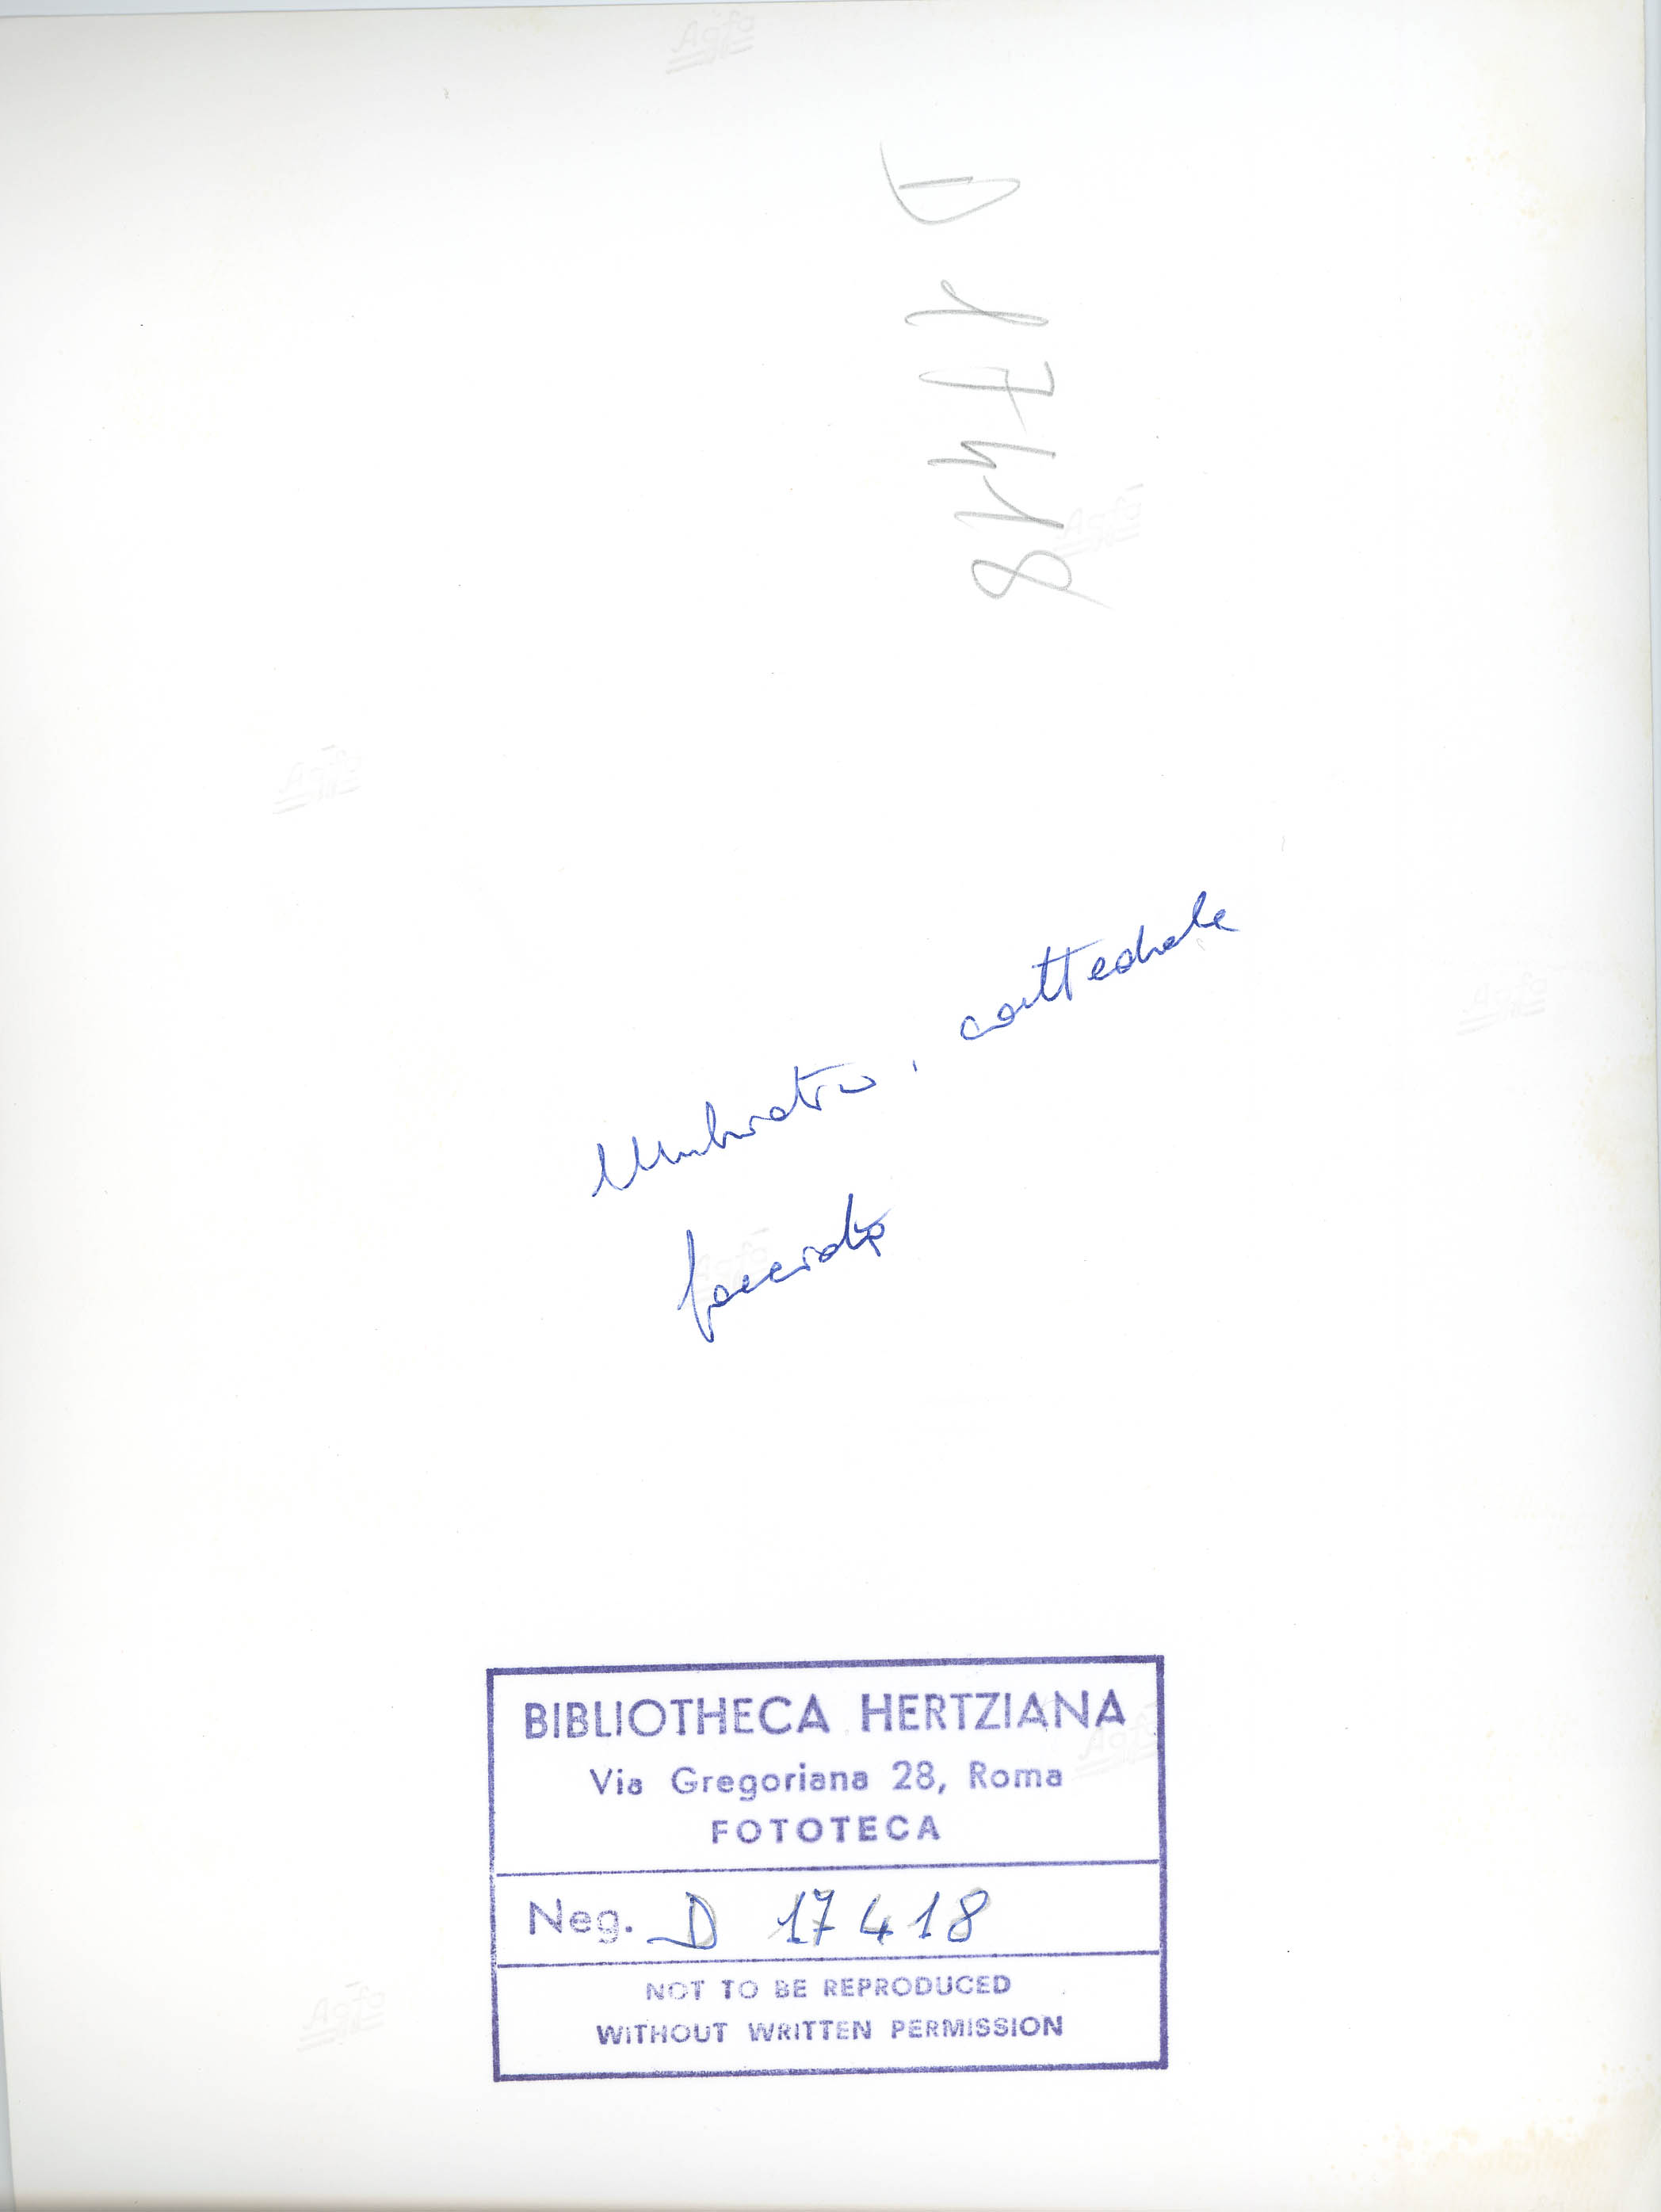 D 17418
Umbriatico, cattedrale
facciata
BIBLIOTHECA HERTZIANA
Via Gregoriana 28, Roma
FOTOTECA
Neg. D 17418
NOT TO BE REPRODUCED
WITHOUT WRITTEN PERMISSION